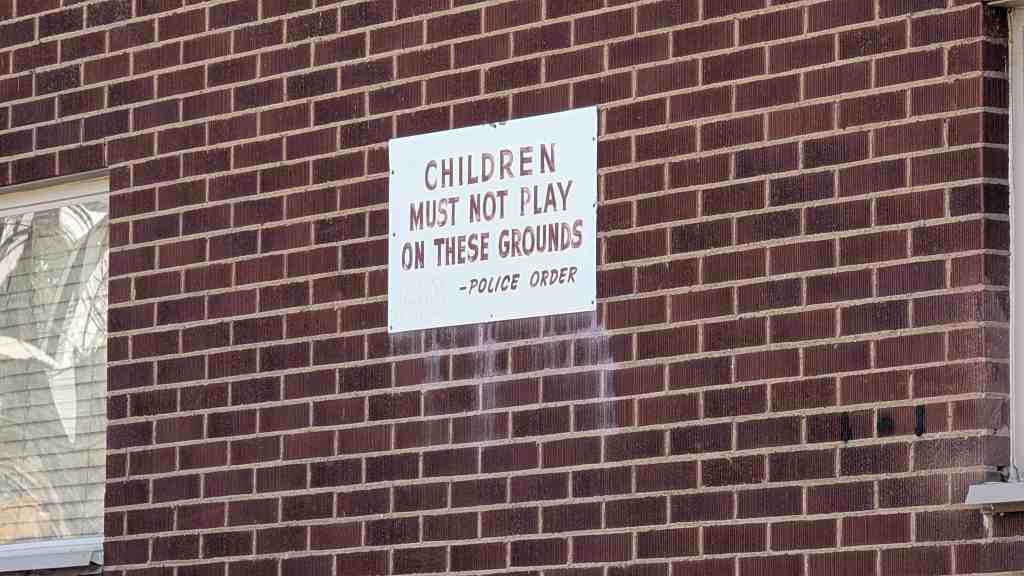 CHILDREN
MUST NOT PLAY
ON THESE GROUNDS
-POLICE ORDER